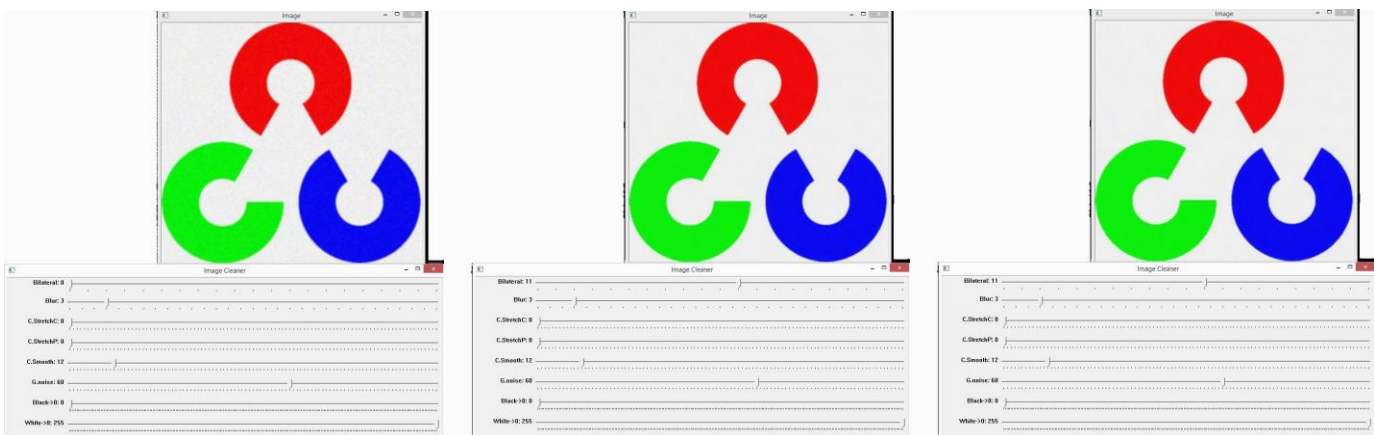 Image
Image Cleaner
Bilateral: 0
Blur: 3
C.StretchC: 0
C.StretchP: 0
C.Smooth: 12
G.noise: 60
Black->0: 0
White->0: 255
Image
Image Cleaner
Bilateral: 11
Blur: 3
C.StretchC: 0
C.StretchP: 0
C.Smooth: 12
G.noise: 60
Black->0: 0
White->0: 255
Image
Image Cleaner
Bilateral: 11
Blur: 3
C.StretchC: 0
C.StretchP: 0
C.Smooth: 12
G.noise: 60
Black->0: 0
White->0: 255